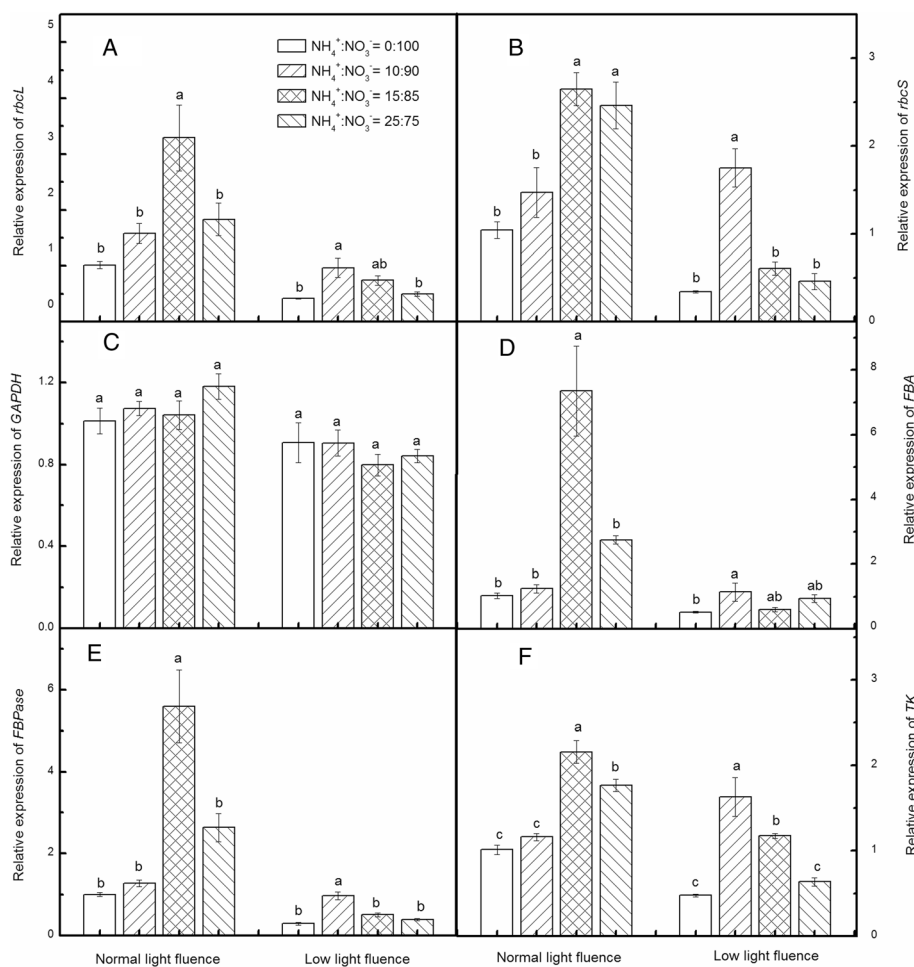 A
Relative expression of rbcL
5
4
3
2
1
0
NH₄⁺:NO₃⁻= 0:100
NH₄⁺:NO₃⁻= 10:90
NH₄⁺:NO₃⁻= 15:85
NH₄⁺:NO₃⁻= 25:75
b b a b b a ab b
B
Relative expression of rbcS
3
2
1
0
b b a a b a b b
C
Relative expression of GAPDH
1.2
0.8
0.4
0.0
a a a a a a a a
D
Relative expression of FBA
8
6
4
2
0
b b a b b a ab ab
E
Relative expression of FBPase
6
4
2
0
b b a b b a b b
F
Relative expression of TK
3
2
1
0
c c a b c a b c
Normal light fluence Low light fluence
Normal light fluence Low light fluence